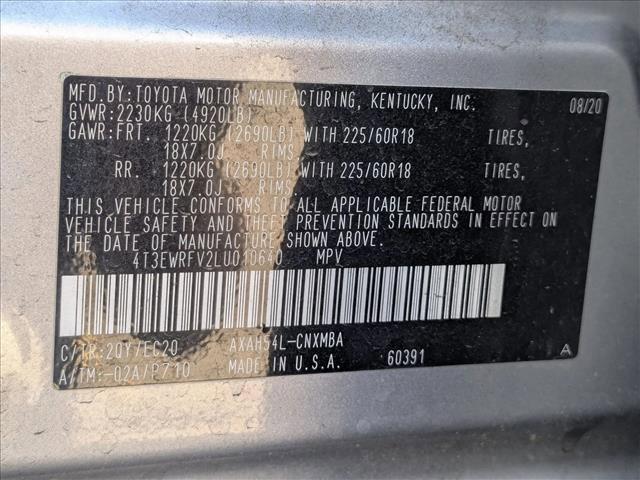 MFD.BY:TOYOTA MOTOR MANUFACTURING, KENTUCKY, INC. 08/20
GVWR:2230KG (4920LB)
GAWR:FRT. 1220KG (2690LB) WITH 225/60R18 TIRES,
18X7.0J RIMS.
RR. 1220KG (2690LB) WITH 225/60R18 TIRES,
18X7.0J RIMS.
THIS VEHICLE CONFORMS TO ALL APPLICABLE FEDERAL MOTOR
VEHICLE SAFETY AND THEFT PREVENTION STANDARDS IN EFFECT ON
THE DATE OF MANUFACTURE SHOWN ABOVE.
4T3EWRFV2LU010640 MPV
C/TR:20Y/EC20 AXAH54L-CNXMBA
A/TM:-02A/P710 MADE IN U.S.A. 60391 A